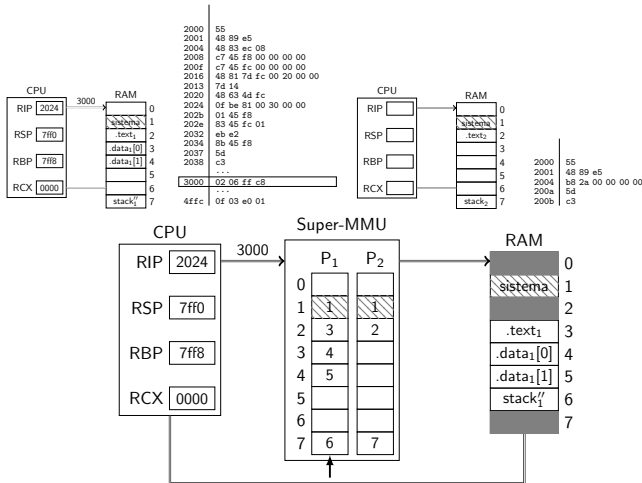 2000 55
2001 48 89 e5
2004 48 83 ec 08
2008 c7 45 f8 00 00 00 00
200f c7 45 fc 00 00 00 00
2016 48 81 7d fc 00 20 00 00
2013 7d 14
2020 48 63 4d fc
2024 0f be 81 00 30 00 00
202b 01 45 f8
202e 83 45 fc 01
2032 eb e2
2034 8b 45 f8
2037 5d
2038 c3
...
3000 02 06 ff c8
...
4ffc 0f 03 e0 01
CPU
RIP 2024
RSP 7ff0
RBP 7ff8
RCX 0000
3000
RAM
0
sistema 1
.text₁ 2
.data₁[0] 3
.data₁[1] 4
5
6
stack₁′′ 7
CPU
RIP
RSP
RBP
RCX
RAM
0
sistema 1
.text₂ 2
3
4
5
6
stack₂ 7
2000 55
2001 48 89 e5
2004 b8 2a 00 00 00 00
200a 5d
200b c3
CPU
RIP 2024
RSP 7ff0
RBP 7ff8
RCX 0000
3000
Super-MMU
P₁ P₂
0
1 1 1
2 3 2
3 4
4 5
5
6
7 6 7
RAM
0
sistema 1
2
.text₁ 3
.data₁[0] 4
.data₁[1] 5
stack₁′′ 6
7